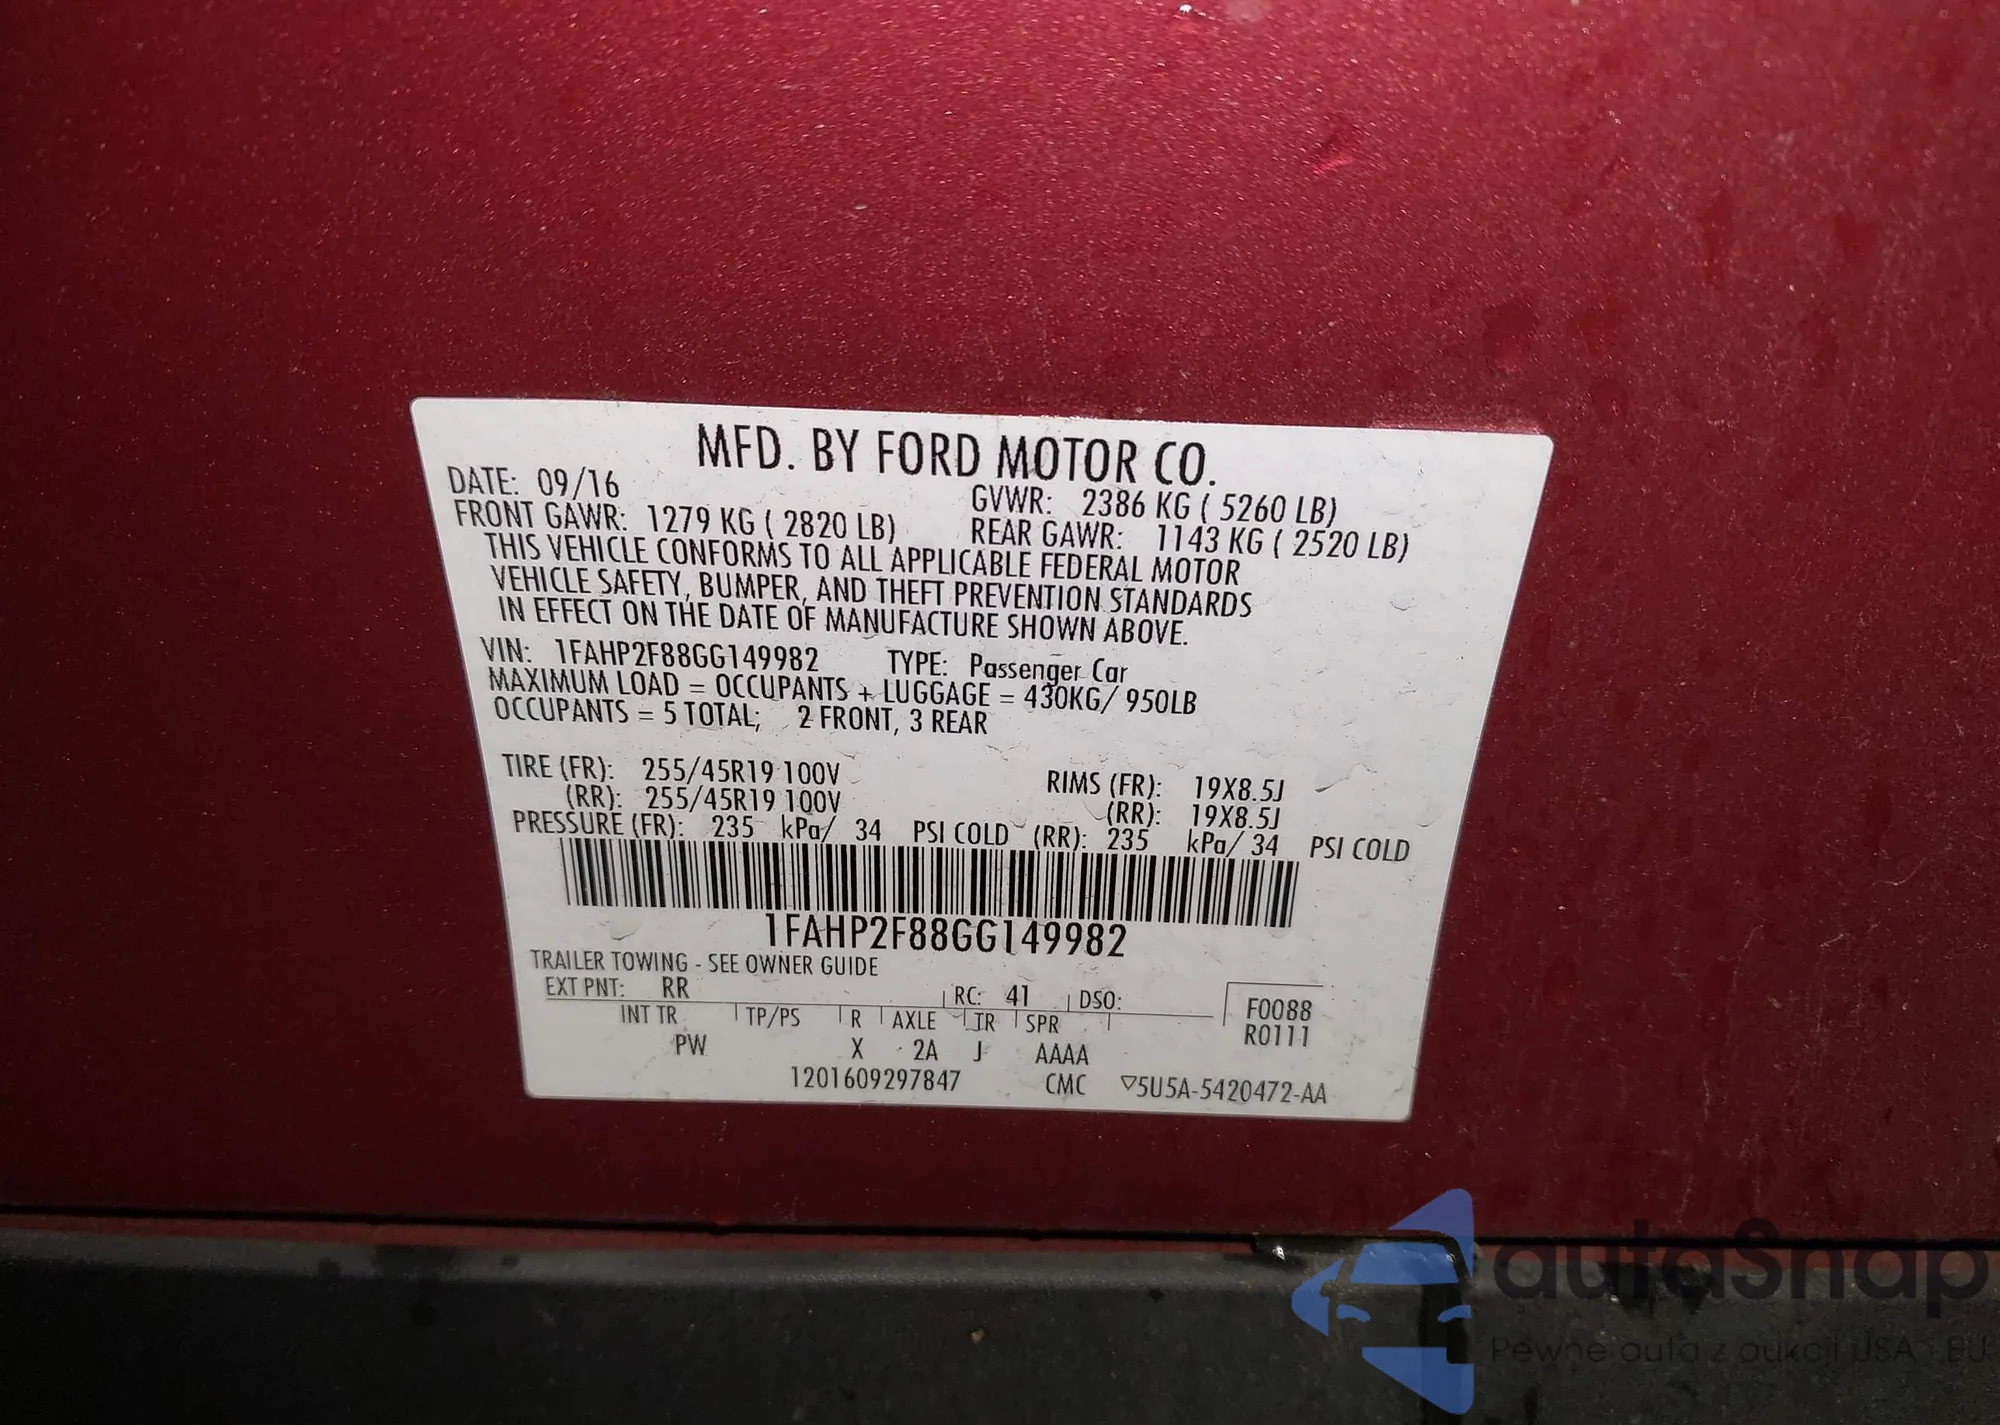 MFD. BY FORD MOTOR CO.
DATE: 09/16 GVWR: 2386 KG ( 5260 LB)
FRONT GAWR: 1279 KG ( 2820 LB) REAR GAWR: 1143 KG ( 2520 LB)
THIS VEHICLE CONFORMS TO ALL APPLICABLE FEDERAL MOTOR
VEHICLE SAFETY, BUMPER, AND THEFT PREVENTION STANDARDS
IN EFFECT ON THE DATE OF MANUFACTURE SHOWN ABOVE.
VIN: 1FAHP2F88GG149982 TYPE: Passenger Car
MAXIMUM LOAD = OCCUPANTS + LUGGAGE = 430KG/ 950LB
OCCUPANTS = 5 TOTAL; 2 FRONT, 3 REAR
TIRE (FR): 255/45R19 100V RIMS (FR): 19X8.5J
(RR): 255/45R19 100V (RR): 19X8.5J
PRESSURE (FR): 235 kPa/ 34 PSI COLD (RR): 235 kPa/ 34 PSI COLD
1FAHP2F88GG149982
TRAILER TOWING - SEE OWNER GUIDE
EXT PNT: RR RC: 41 DSO: F0088
INT TR TP/PS R AXLE TR SPR R0111
PW X 2A J AAAA
1201609297847 CMC ▽5U5A-5420472-AA
autaSnap
Pewne auta z aukcji USA i EU